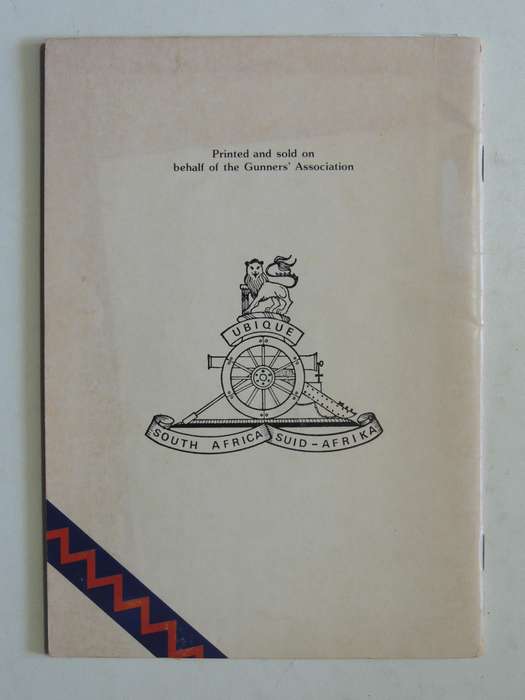 Printed and sold on
behalf of the Gunners' Association
UBIQUE
SOUTH AFRICA SUID-AFRIKA